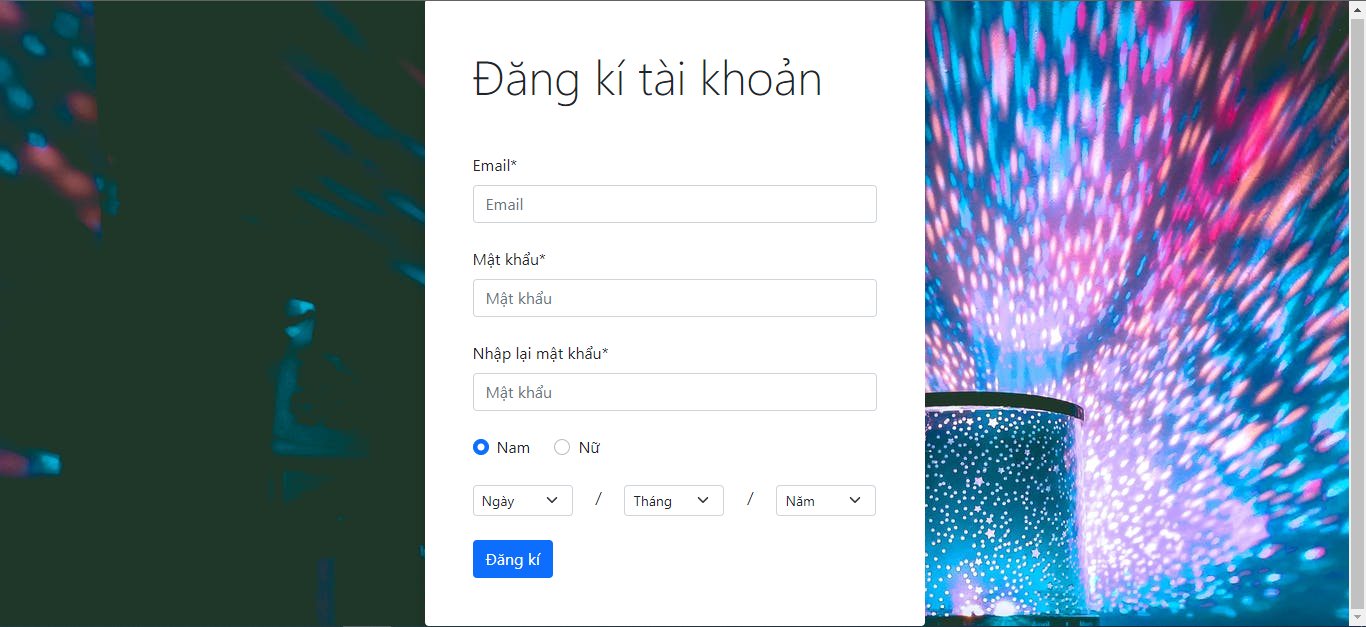 Đăng kí tài khoản
Email*
Email
Mật khẩu*
Mật khẩu
Nhập lại mật khẩu*
Mật khẩu
Nam Nữ
Ngày / Tháng / Năm
Đăng kí